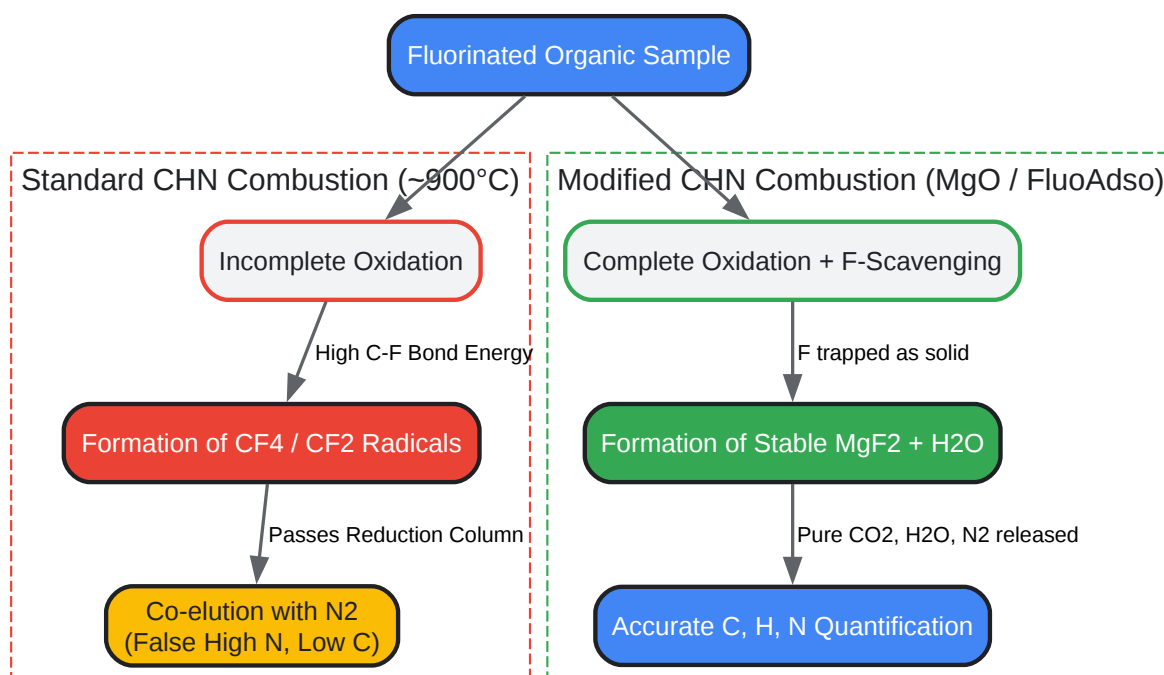 Fluorinated Organic Sample
Standard CHN Combustion (~900°C)
Incomplete Oxidation
High C-F Bond Energy
Formation of CF4 / CF2 Radicals
Passes Reduction Column
Co-elution with N2
(False High N, Low C)
Modified CHN Combustion (MgO / FluoAdso)
Complete Oxidation + F-Scavenging
F trapped as solid
Formation of Stable MgF2 + H2O
Pure CO2, H2O, N2 released
Accurate C, H, N Quantification